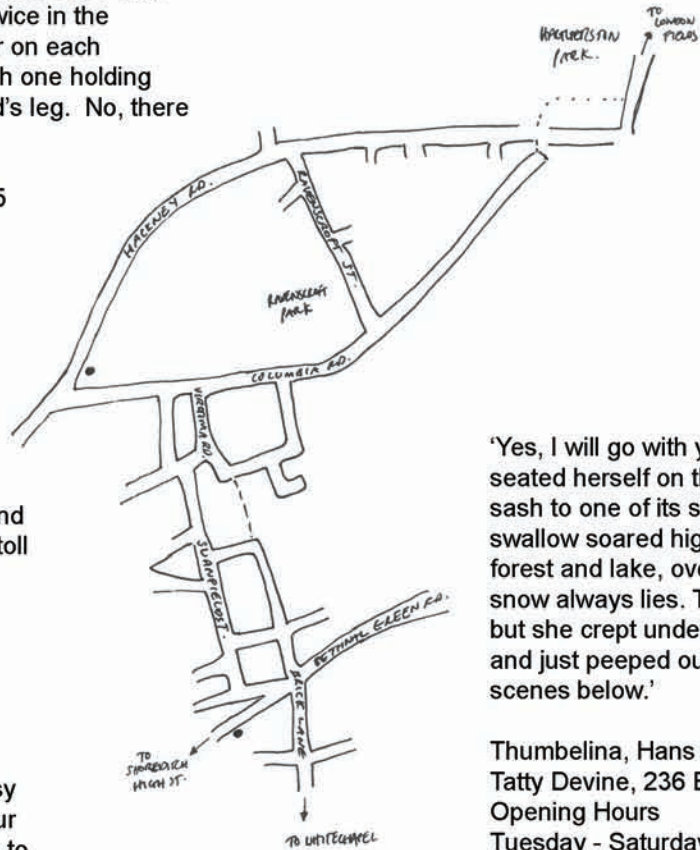 wice in the
r on each
h one holding
d's leg. No, there
5
nd
toll
sy
ur
to
TO
LONDON
FIELDS
HAGGERSTON
PARK.
HACKNEY RD.
RAVENSCROFT ST.
RAVENSCROFT
PARK
COLUMBIA RD.
VIRGINIA RD.
SWANFIELD ST.
BETHNAL GREEN RD.
BRICK LANE
TO
SHOREDITCH
HIGH ST.
TO WHITECHAPEL
'Yes, I will go with y
seated herself on th
sash to one of its s
swallow soared hig
forest and lake, ove
snow always lies. T
but she crept unde
and just peeped ou
scenes below.'
Thumbelina, Hans
Tatty Devine, 236 B
Opening Hours
Tuesday - Saturday